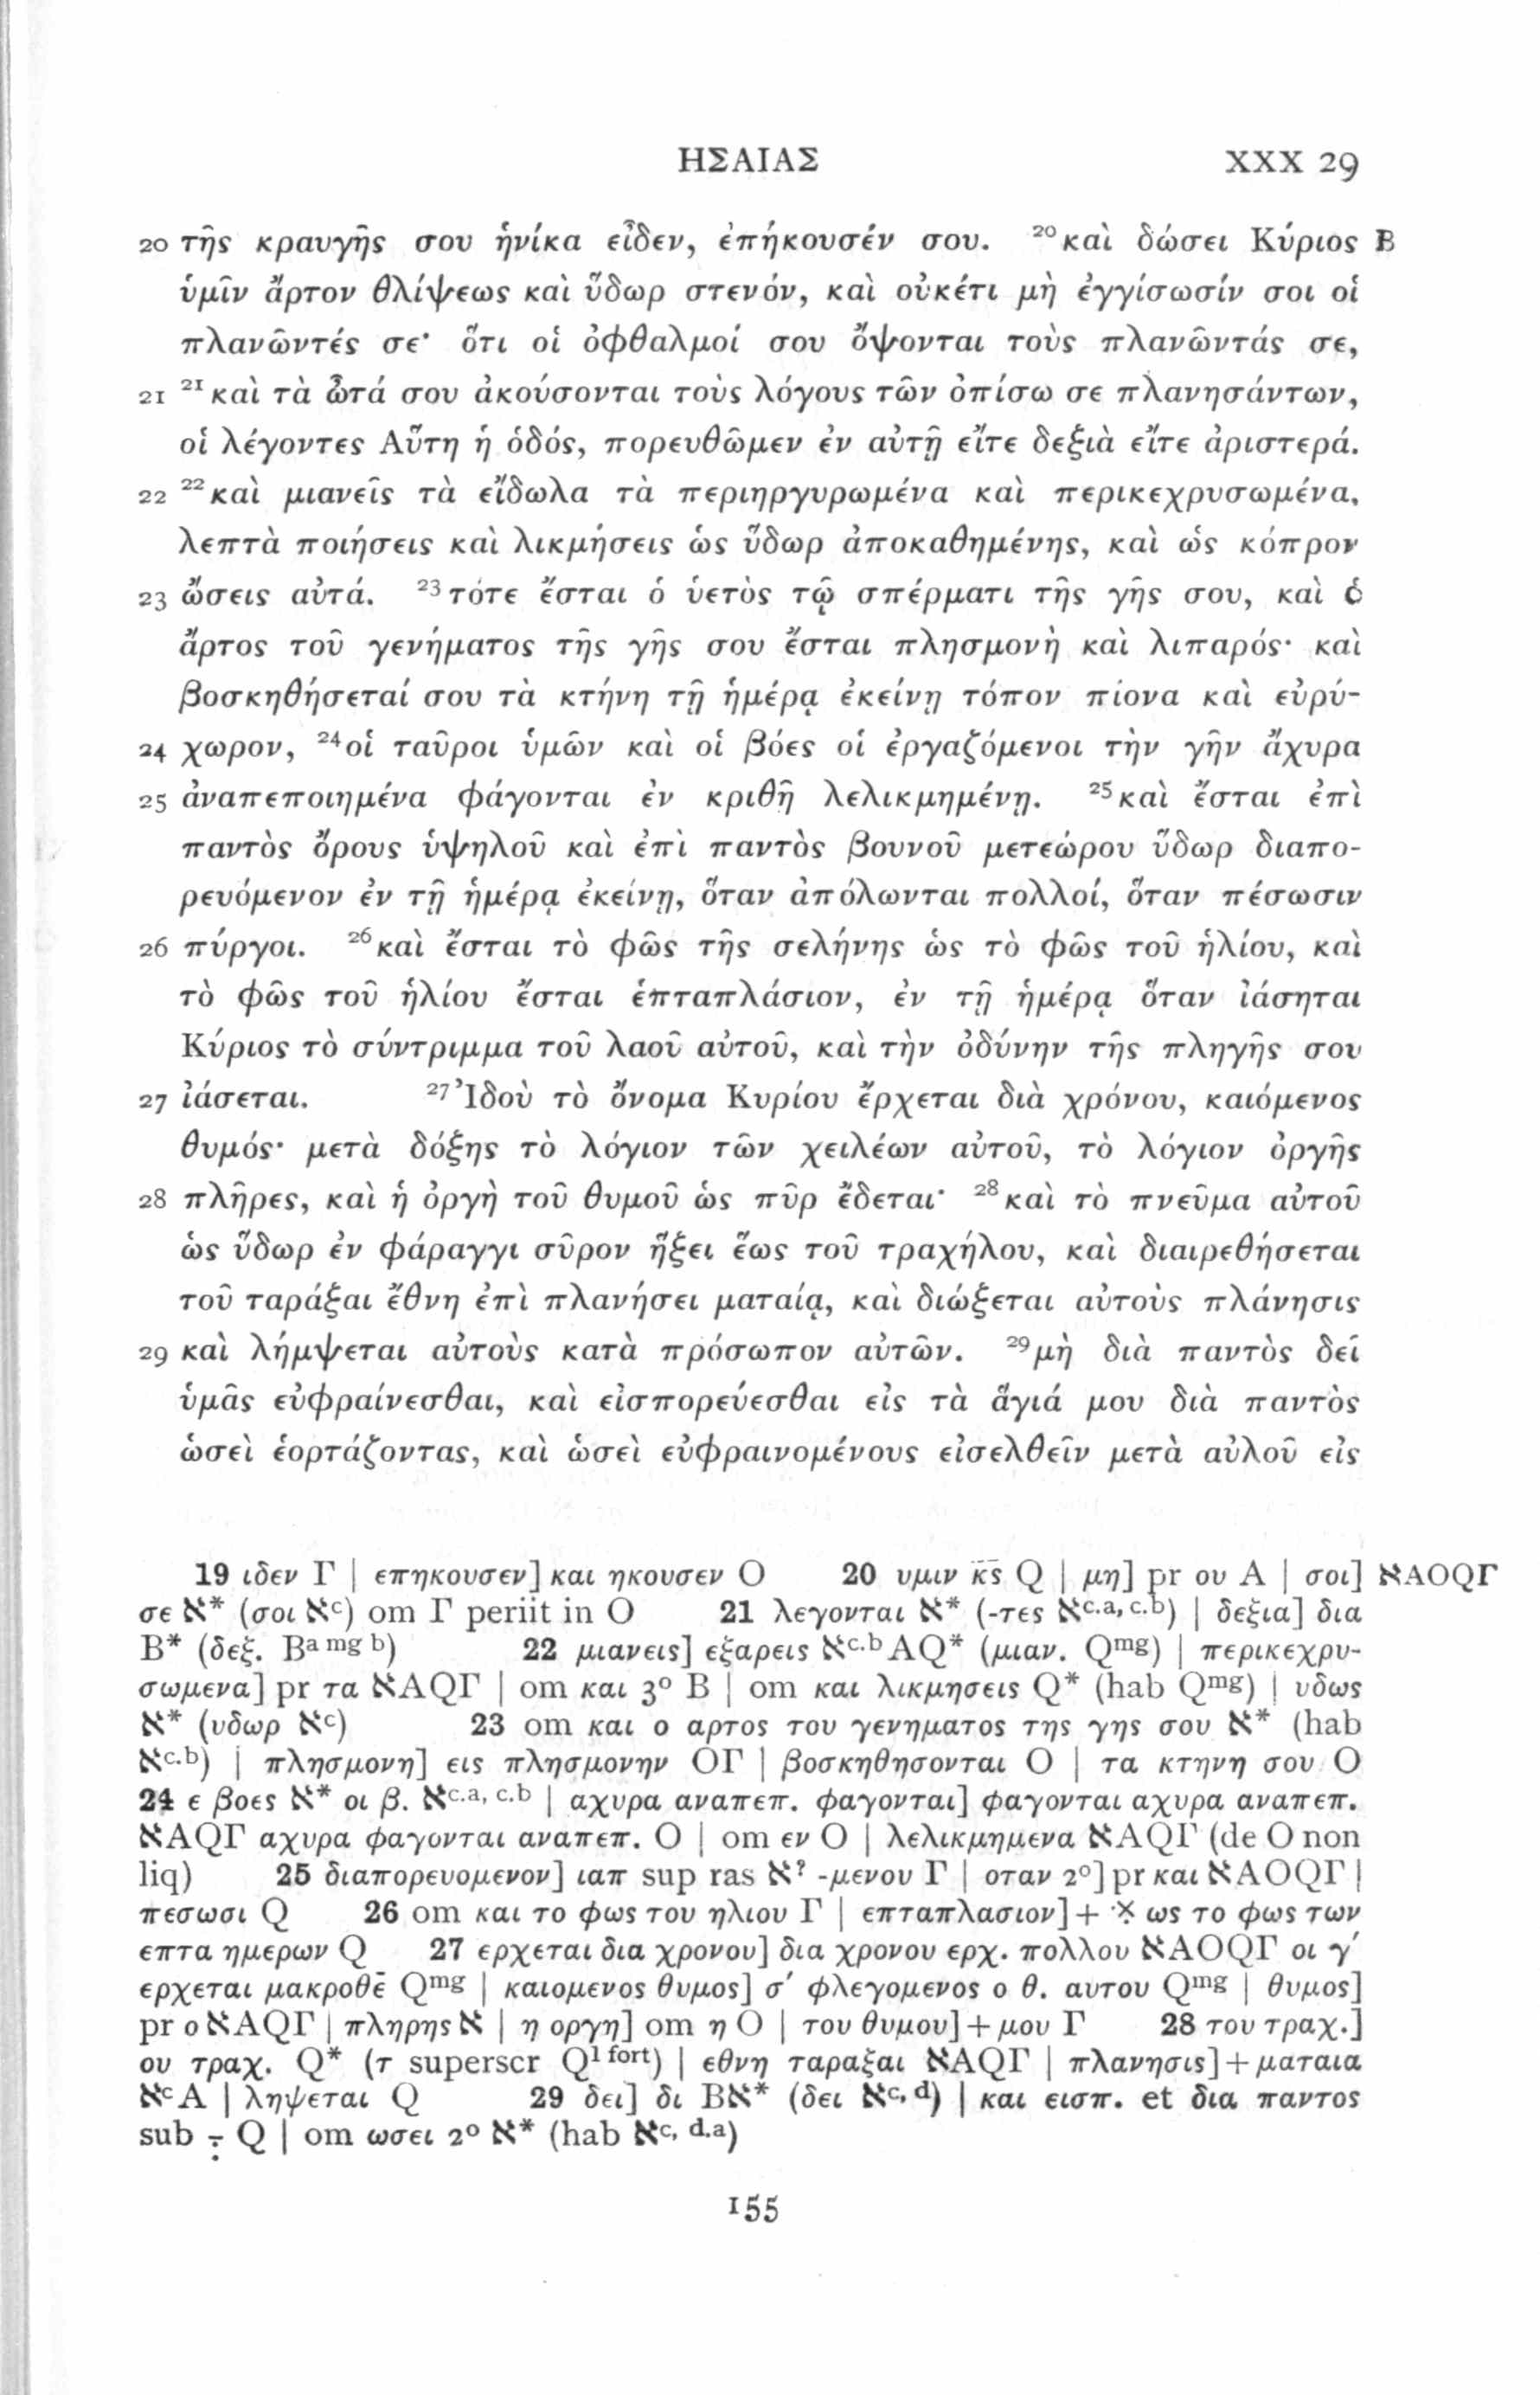 ΗΣΑΙΑΣ XXX 29
20 τῆς κραυγῆς σου ἡνίκα εἶδεν, ἐπήκουσέν σου. ²⁰καὶ δώσει Κύριος B
ὑμῖν ἄρτον θλίψεως καὶ ὕδωρ στενόν, καὶ οὐκέτι μὴ ἐγγίσωσίν σοι οἱ
πλανῶντές σε· ὅτι οἱ ὀφθαλμοί σου ὄψονται τοὺς πλανῶντάς σε,
21 ²¹καὶ τὰ ὦτά σου ἀκούσονται τοὺς λόγους τῶν ὀπίσω σε πλανησάντων,
οἱ λέγοντες Αὕτη ἡ ὁδός, πορευθῶμεν ἐν αὐτῇ εἴτε δεξιὰ εἴτε ἀριστερά.
22 ²²καὶ μιανεῖς τὰ εἴδωλα τὰ περιηργυρωμένα καὶ περικεχρυσωμένα,
λεπτὰ ποιήσεις καὶ λικμήσεις ὡς ὕδωρ ἀποκαθημένης, καὶ ὡς κόπρον
23 ὤσεις αὐτά. ²³τότε ἔσται ὁ ὑετὸς τῷ σπέρματι τῆς γῆς σου, καὶ ὁ
ἄρτος τοῦ γενήματος τῆς γῆς σου ἔσται πλησμονὴ καὶ λιπαρός· καὶ
βοσκηθήσεταί σου τὰ κτήνη τῇ ἡμέρᾳ ἐκείνῃ τόπον πίονα καὶ εὐρύ-
24 χωρον, ²⁴οἱ ταῦροι ὑμῶν καὶ οἱ βόες οἱ ἐργαζόμενοι τὴν γῆν ἄχυρα
25 ἀναπεποιημένα φάγονται ἐν κριθῇ λελικμημένῃ. ²⁵καὶ ἔσται ἐπὶ
παντὸς ὄρους ὑψηλοῦ καὶ ἐπὶ παντὸς βουνοῦ μετεώρου ὕδωρ διαπο-
ρευόμενον ἐν τῇ ἡμέρᾳ ἐκείνῃ, ὅταν ἀπόλωνται πολλοί, ὅταν πέσωσιν
26 πύργοι. ²⁶καὶ ἔσται τὸ φῶς τῆς σελήνης ὡς τὸ φῶς τοῦ ἡλίου, καὶ
τὸ φῶς τοῦ ἡλίου ἔσται ἑπταπλάσιον, ἐν τῇ ἡμέρᾳ ὅταν ἰάσηται
Κύριος τὸ σύντριμμα τοῦ λαοῦ αὐτοῦ, καὶ τὴν ὀδύνην τῆς πληγῆς σου
27 ἰάσεται. ²⁷Ἰδοὺ τὸ ὄνομα Κυρίου ἔρχεται διὰ χρόνου, καιόμενος
θυμός· μετὰ δόξης τὸ λόγιον τῶν χειλέων αὐτοῦ, τὸ λόγιον ὀργῆς
28 πλῆρες, καὶ ἡ ὀργὴ τοῦ θυμοῦ ὡς πῦρ ἔδεται· ²⁸καὶ τὸ πνεῦμα αὐτοῦ
ὡς ὕδωρ ἐν φάραγγι σῦρον ἥξει ἕως τοῦ τραχήλου, καὶ διαιρεθήσεται
τοῦ ταράξαι ἔθνη ἐπὶ πλανήσει ματαίᾳ, καὶ διώξεται αὐτοὺς πλάνησις
29 καὶ λήμψεται αὐτοὺς κατὰ πρόσωπον αὐτῶν. ²⁹μὴ διὰ παντὸς δεῖ
ὑμᾶς εὐφραίνεσθαι, καὶ εἰσπορεύεσθαι εἰς τὰ ἅγιά μου διὰ παντὸς
ὡσεὶ ἑορτάζοντας, καὶ ὡσεὶ εὐφραινομένους εἰσελθεῖν μετὰ αὐλοῦ εἰς
19 ιδεν Γ | επηκουσεν] και ηκουσεν O 20 υμιν κ̅ς̅ Q | μη] pr ου A | σοι] ℵAOQΓ
σε ℵ* (σοι ℵᶜ) om Γ periit in O 21 λεγονται ℵ* (-τες ℵᶜ·ᵃ, ᶜ·ᵇ) | δεξια] δια
B* (δεξ. Bᵃ ᵐᵍ ᵇ) 22 μιανεις] εξαρεις ℵᶜ·ᵇ AQ* (μιαν. Qᵐᵍ) | περικεχρυ-
σωμενα] pr τα ℵAQΓ | om και 3⁰ B | om και λικμησεις Q* (hab Qᵐᵍ) | υδως
ℵ* (υδωρ ℵᶜ) 23 om και ο αρτος του γενηματος της γης σου ℵ* (hab
ℵᶜ·ᵇ) | πλησμονη] εις πλησμονην OΓ | βοσκηθησονται O | τα κτηνη σου O
24 ε βοες ℵ* οι β. ℵᶜ·ᵃ, ᶜ·ᵇ | αχυρα αναπεπ. φαγονται] φαγονται αχυρα αναπεπ.
ℵAQΓ αχυρα φαγονται αναπεπ. O | om εν O | λελικμημενα ℵAQΓ (de O non
liq) 25 διαπορευομενον] ιαπ sup ras ℵ? -μενου Γ | οταν 2⁰] pr και ℵAOQΓ |
πεσωσι Q 26 om και το φως του ηλιου Γ | επταπλασιον] + ※ ως το φως των
επτα ημερων Q 27 ερχεται δια χρονου] δια χρονου ερχ. πολλου ℵAOQΓ οι γ′
ερχεται μακροθε̅ Qᵐᵍ | καιομενος θυμος] σ′ φλεγομενος ο θ. αυτου Qᵐᵍ | θυμος]
pr ο ℵAQΓ | πληρης ℵ | η οργη] om η O | του θυμου] + μου Γ 28 του τραχ.]
ου τραχ. Q* (τ superscr Q¹ ᶠᵒʳᵗ) | εθνη ταραξαι ℵAQΓ | πλανησις] + ματαια
ℵᶜ A | ληψεται Q 29 δει] δι Bℵ* (δει ℵᶜ·ᵈ) | και εισπ. et δια παντος
sub ÷ Q | om ωσει 2⁰ ℵ* (hab ℵᶜ, ᵈ·ᵃ)
155